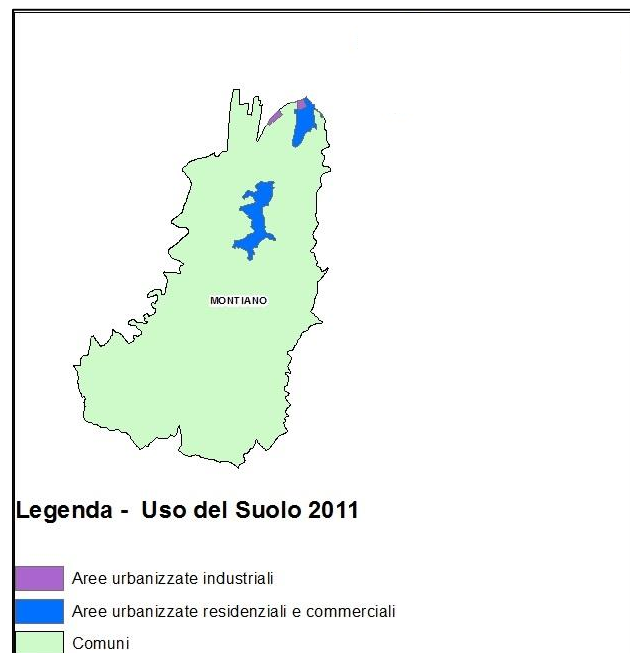 MONTIANO
Legenda - Uso del Suolo 2011
Aree urbanizzate industriali
Aree urbanizzate residenziali e commerciali
Comuni